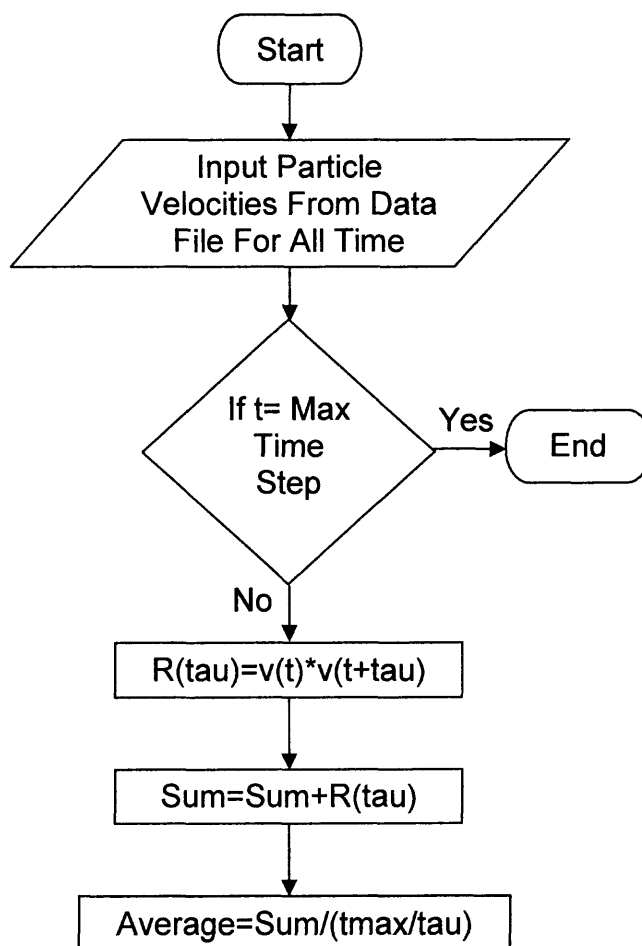 Start
Input Particle
Velocities From Data
File For All Time
If t= Max
Time
Step
Yes
End
No
R(tau)=v(t)*v(t+tau)
Sum=Sum+R(tau)
Average=Sum/(tmax/tau)